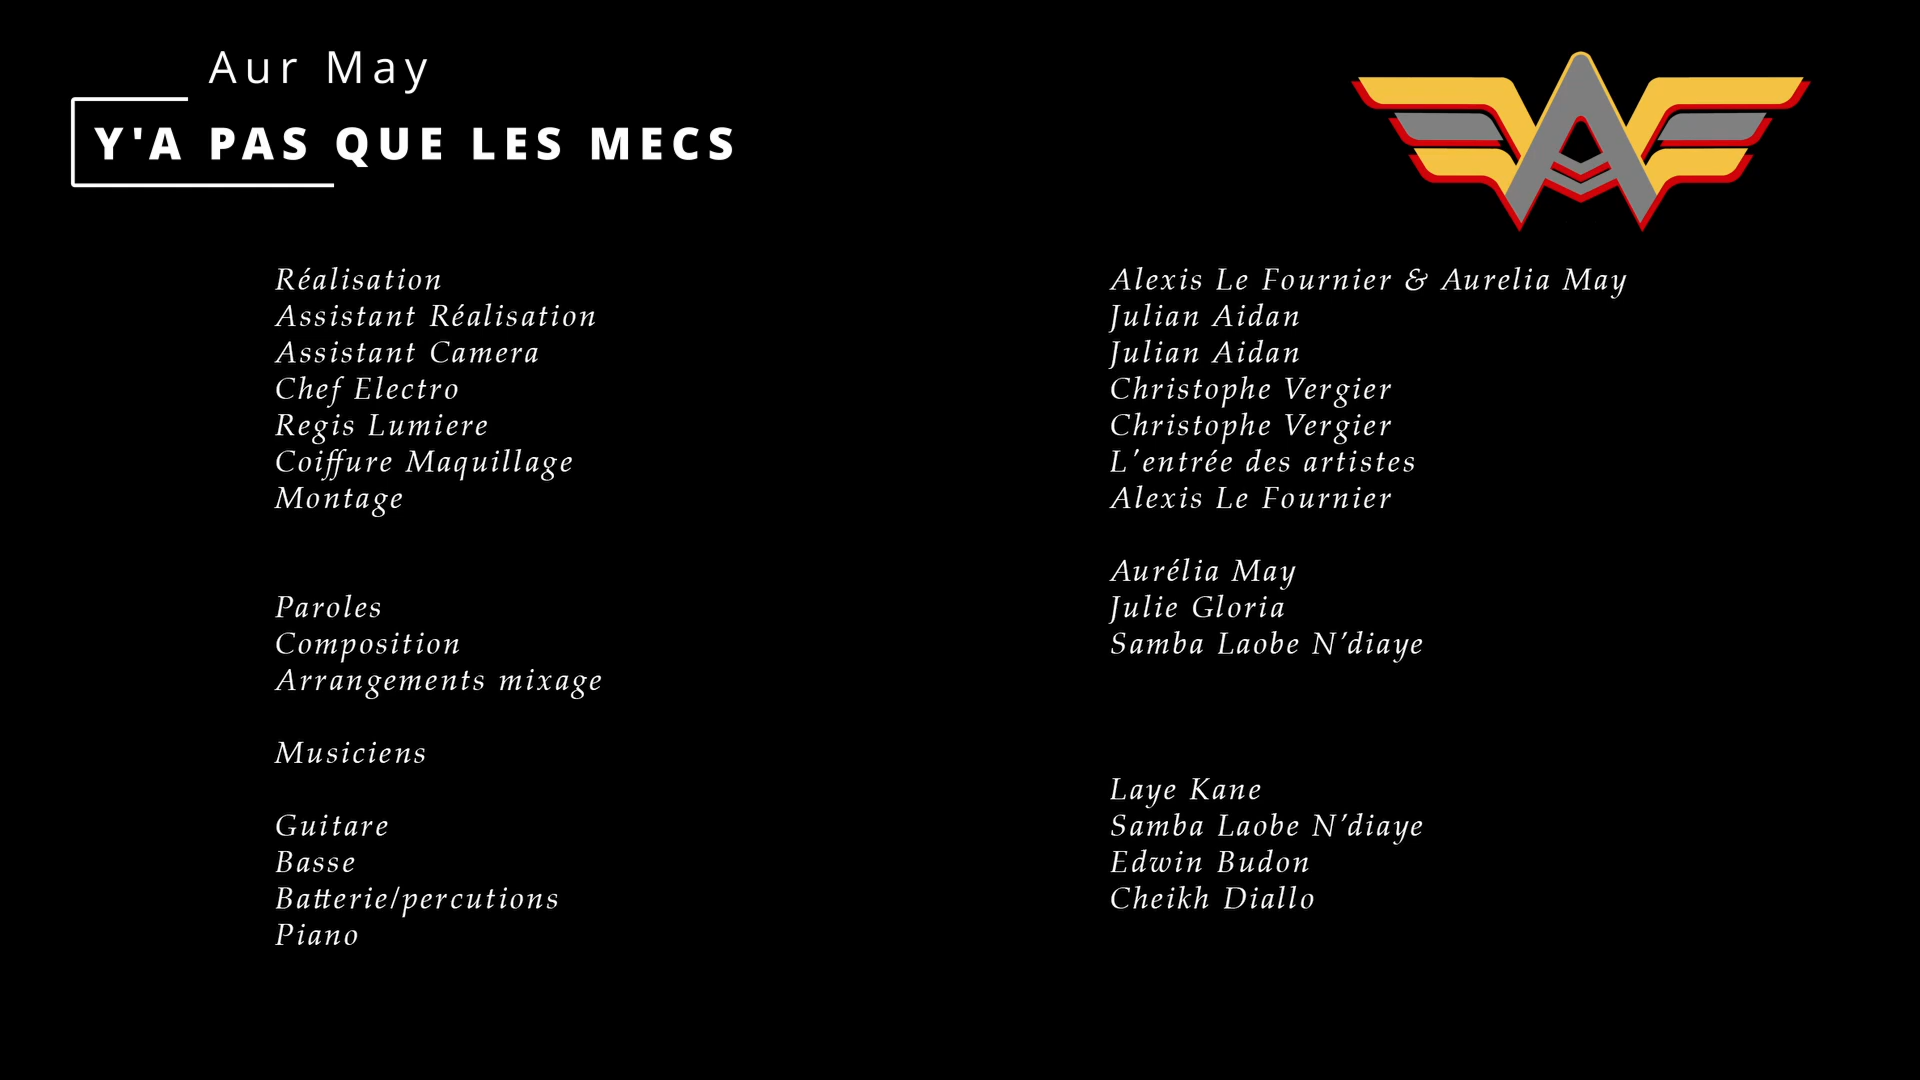 Aur May
Y'A PAS QUE LES MECS
Réalisation Alexis Le Fournier & Aurelia May
Assistant Réalisation Julian Aidan
Assistant Camera Julian Aidan
Chef Electro Christophe Vergier
Regis Lumiere Christophe Vergier
Coiffure Maquillage L'entrée des artistes
Montage Alexis Le Fournier
Aurélia May
Paroles Julie Gloria
Composition Samba Laobe N'diaye
Arrangements mixage
Musiciens
Laye Kane
Guitare Samba Laobe N'diaye
Basse Edwin Budon
Batterie/percutions Cheikh Diallo
Piano